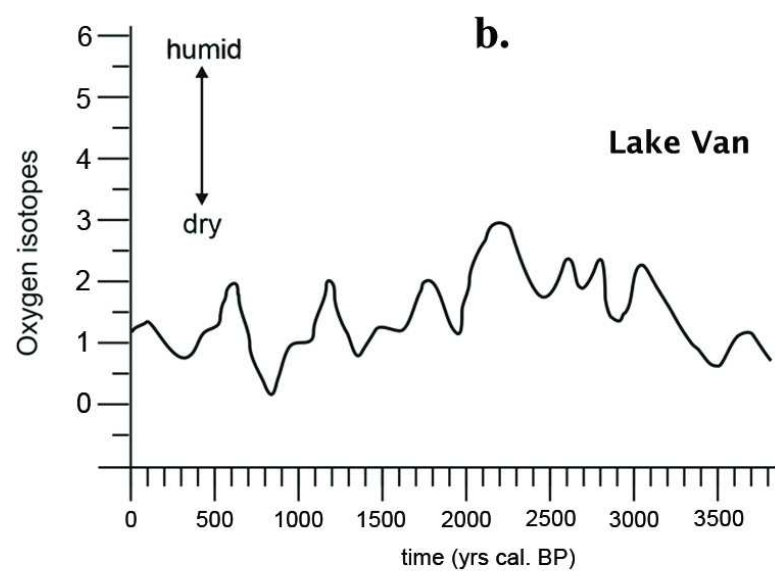 b.
Lake Van
humid
dry
Oxygen isotopes
6
5
4
3
2
1
0
0 500 1000 1500 2000 2500 3000 3500
time (yrs cal. BP)